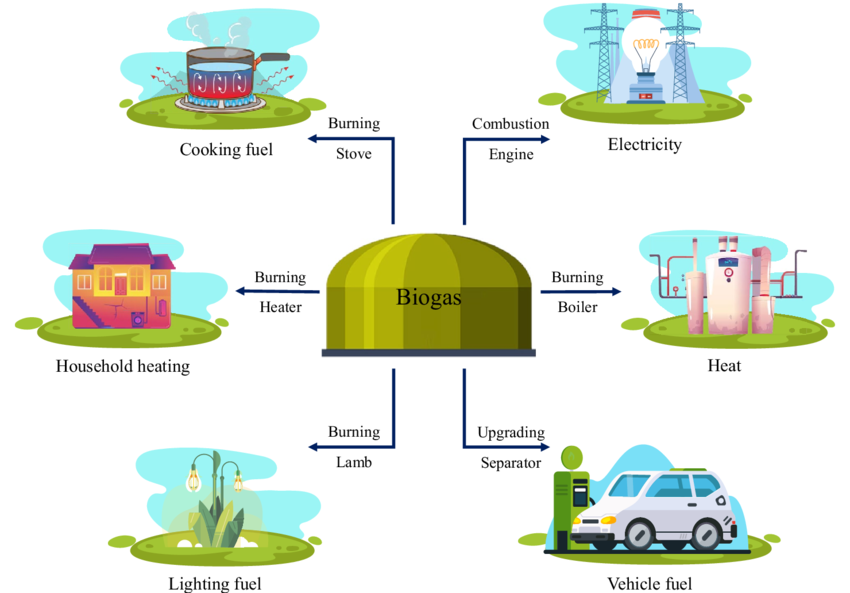 Burning
Stove
Cooking fuel
Combustion
Engine
Electricity
Burning
Heater
Household heating
Biogas
Burning
Boiler
Heat
Burning
Lamb
Lighting fuel
Upgrading
Separator
Vehicle fuel